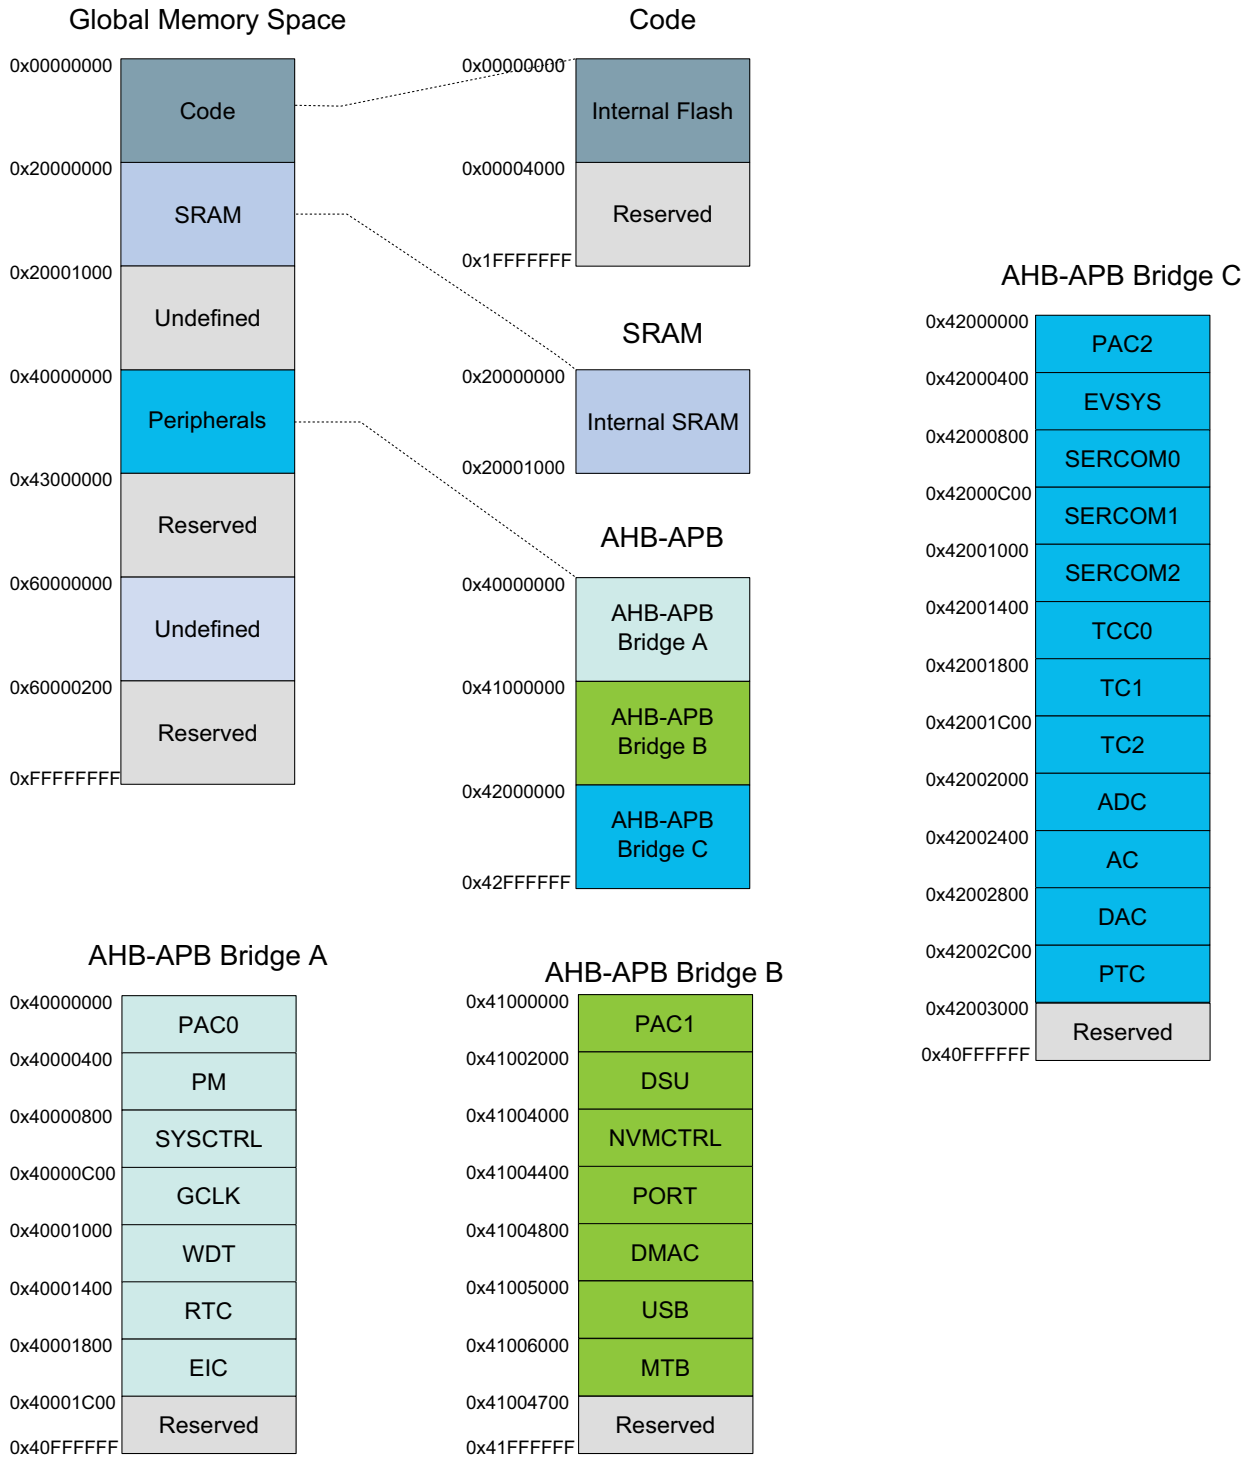 Global Memory Space
0x00000000
Code
0x20000000
SRAM
0x20001000
Undefined
0x40000000
Peripherals
0x43000000
Reserved
0x60000000
Undefined
0x60000200
Reserved
0xFFFFFFFF
Code
0x00000000
Internal Flash
0x00004000
Reserved
0x1FFFFFFF
SRAM
0x20000000
Internal SRAM
0x20001000
AHB-APB
0x40000000
AHB-APB
Bridge A
0x41000000
AHB-APB
Bridge B
0x42000000
AHB-APB
Bridge C
0x42FFFFFF
AHB-APB Bridge C
0x42000000
PAC2
0x42000400
EVSYS
0x42000800
SERCOM0
0x42000C00
SERCOM1
0x42001000
SERCOM2
0x42001400
TCC0
0x42001800
TC1
0x42001C00
TC2
0x42002000
ADC
0x42002400
AC
0x42002800
DAC
0x42002C00
PTC
0x42003000
Reserved
0x40FFFFFF
AHB-APB Bridge A
0x40000000
PAC0
0x40000400
PM
0x40000800
SYSCTRL
0x40000C00
GCLK
0x40001000
WDT
0x40001400
RTC
0x40001800
EIC
0x40001C00
Reserved
0x40FFFFFF
AHB-APB Bridge B
0x41000000
PAC1
0x41002000
DSU
0x41004000
NVMCTRL
0x41004400
PORT
0x41004800
DMAC
0x41005000
USB
0x41006000
MTB
0x41004700
Reserved
0x41FFFFFF